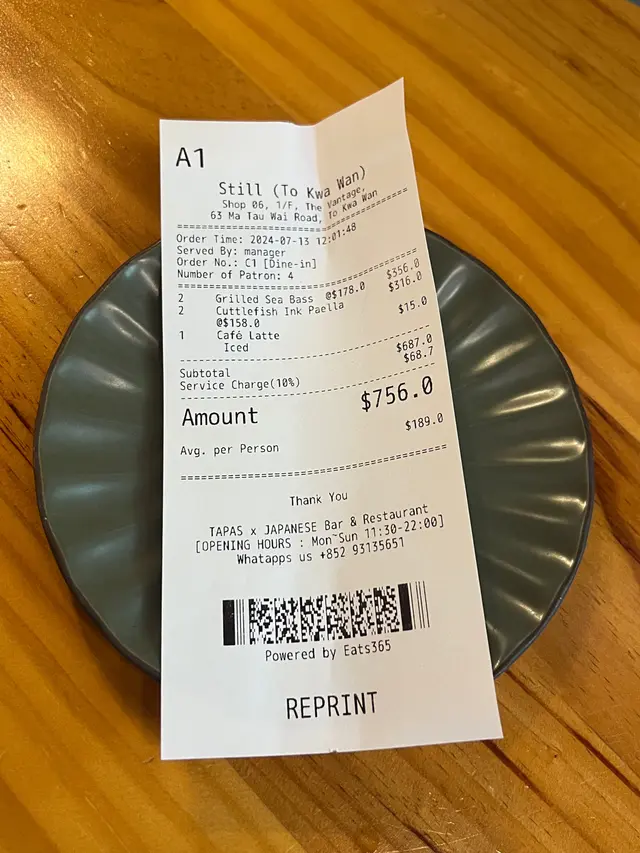 A1
Still (To Kwa Wan)
Shop 06, 1/F, The Vantage,
63 Ma Tau Wai Road, To Kwa Wan
Order Time: 2024-07-13 12:01:48
Served By: manager
Order No.: C1 [Dine-in]
Number of Patron: 4
2 Grilled Sea Bass @$178.0 $356.0
2 Cuttlefish Ink Paella $316.0
@$158.0
1 Café Latte $15.0
Iced
Subtotal $687.0
Service Charge(10%) $68.7
Amount $756.0
Avg. per Person $189.0
Thank You
TAPAS x JAPANESE Bar & Restaurant
[OPENING HOURS : Mon~Sun 11:30-22:00]
Whatapps us +852 93135651
Powered by Eats365
REPRINT